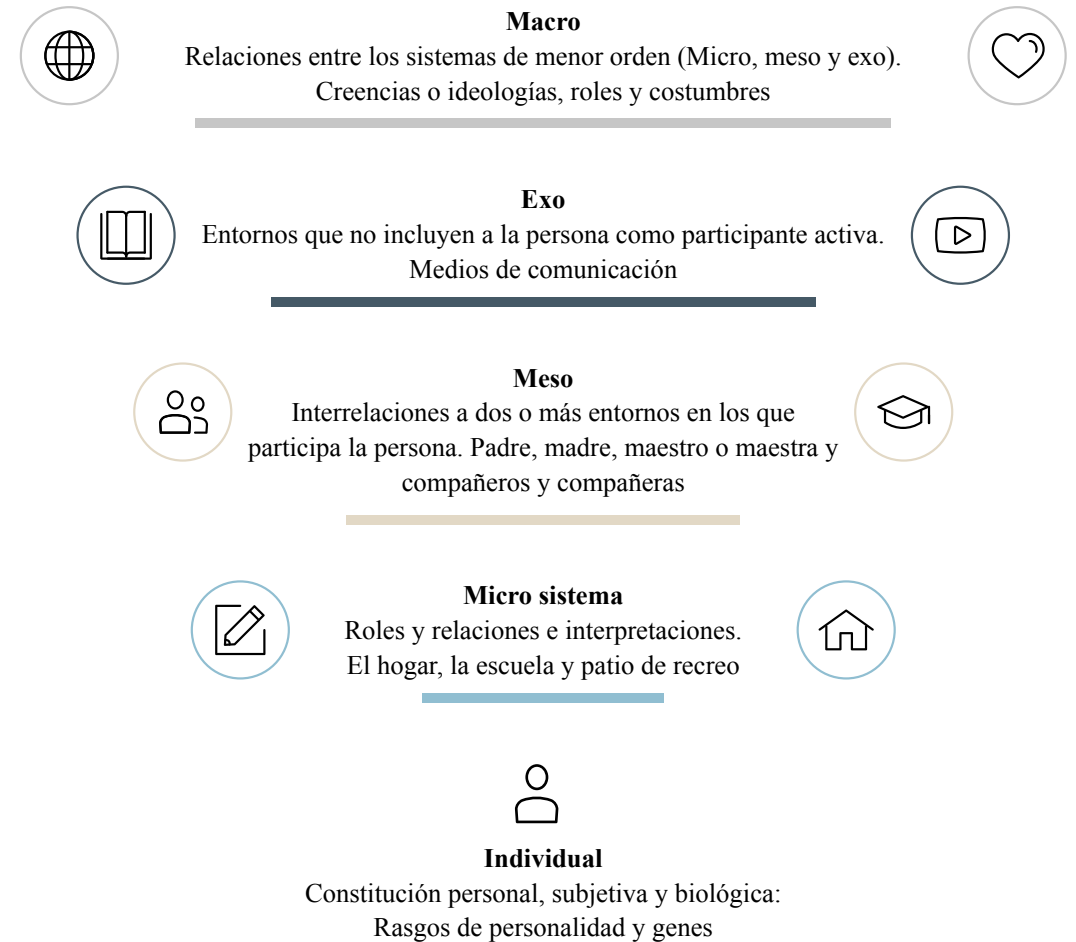 Macro
Relaciones entre los sistemas de menor orden (Micro, meso y exo).
Creencias o ideologías, roles y costumbres
Exo
Entornos que no incluyen a la persona como participante activa.
Medios de comunicación
Meso
Interrelaciones a dos o más entornos en los que
participa la persona. Padre, madre, maestro o maestra y
compañeros y compañeras
Micro sistema
Roles y relaciones e interpretaciones.
El hogar, la escuela y patio de recreo
Individual
Constitución personal, subjetiva y biológica:
Rasgos de personalidad y genes